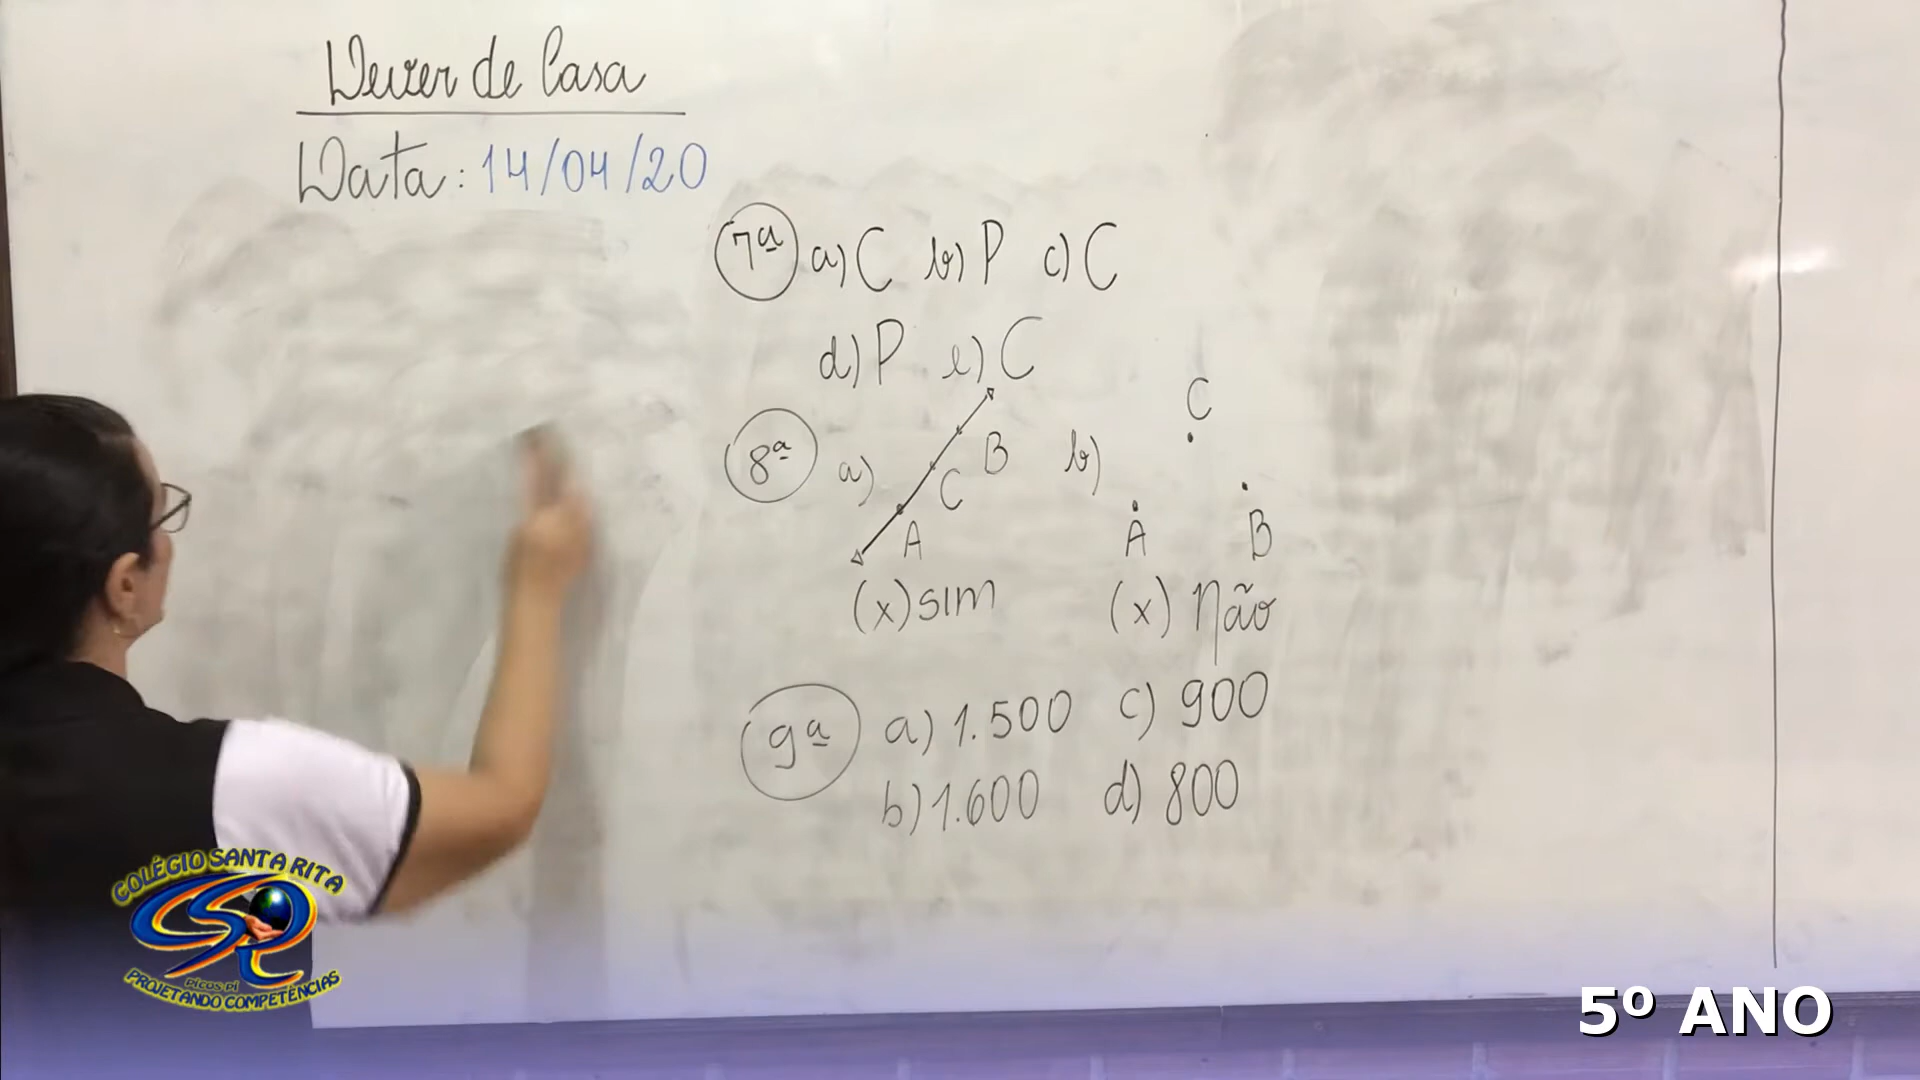 Dever de Casa
Data: 14/04/20
7ª a) C b) P c) C
d) P e) C
8ª a) A C B b) A B C
(x) sim (x) Não
9ª a) 1.500 c) 900
b) 1.600 d) 800
COLÉGIO SANTA RITA
CSR
PICOS PI
PROJETANDO COMPETÊNCIAS
5º ANO